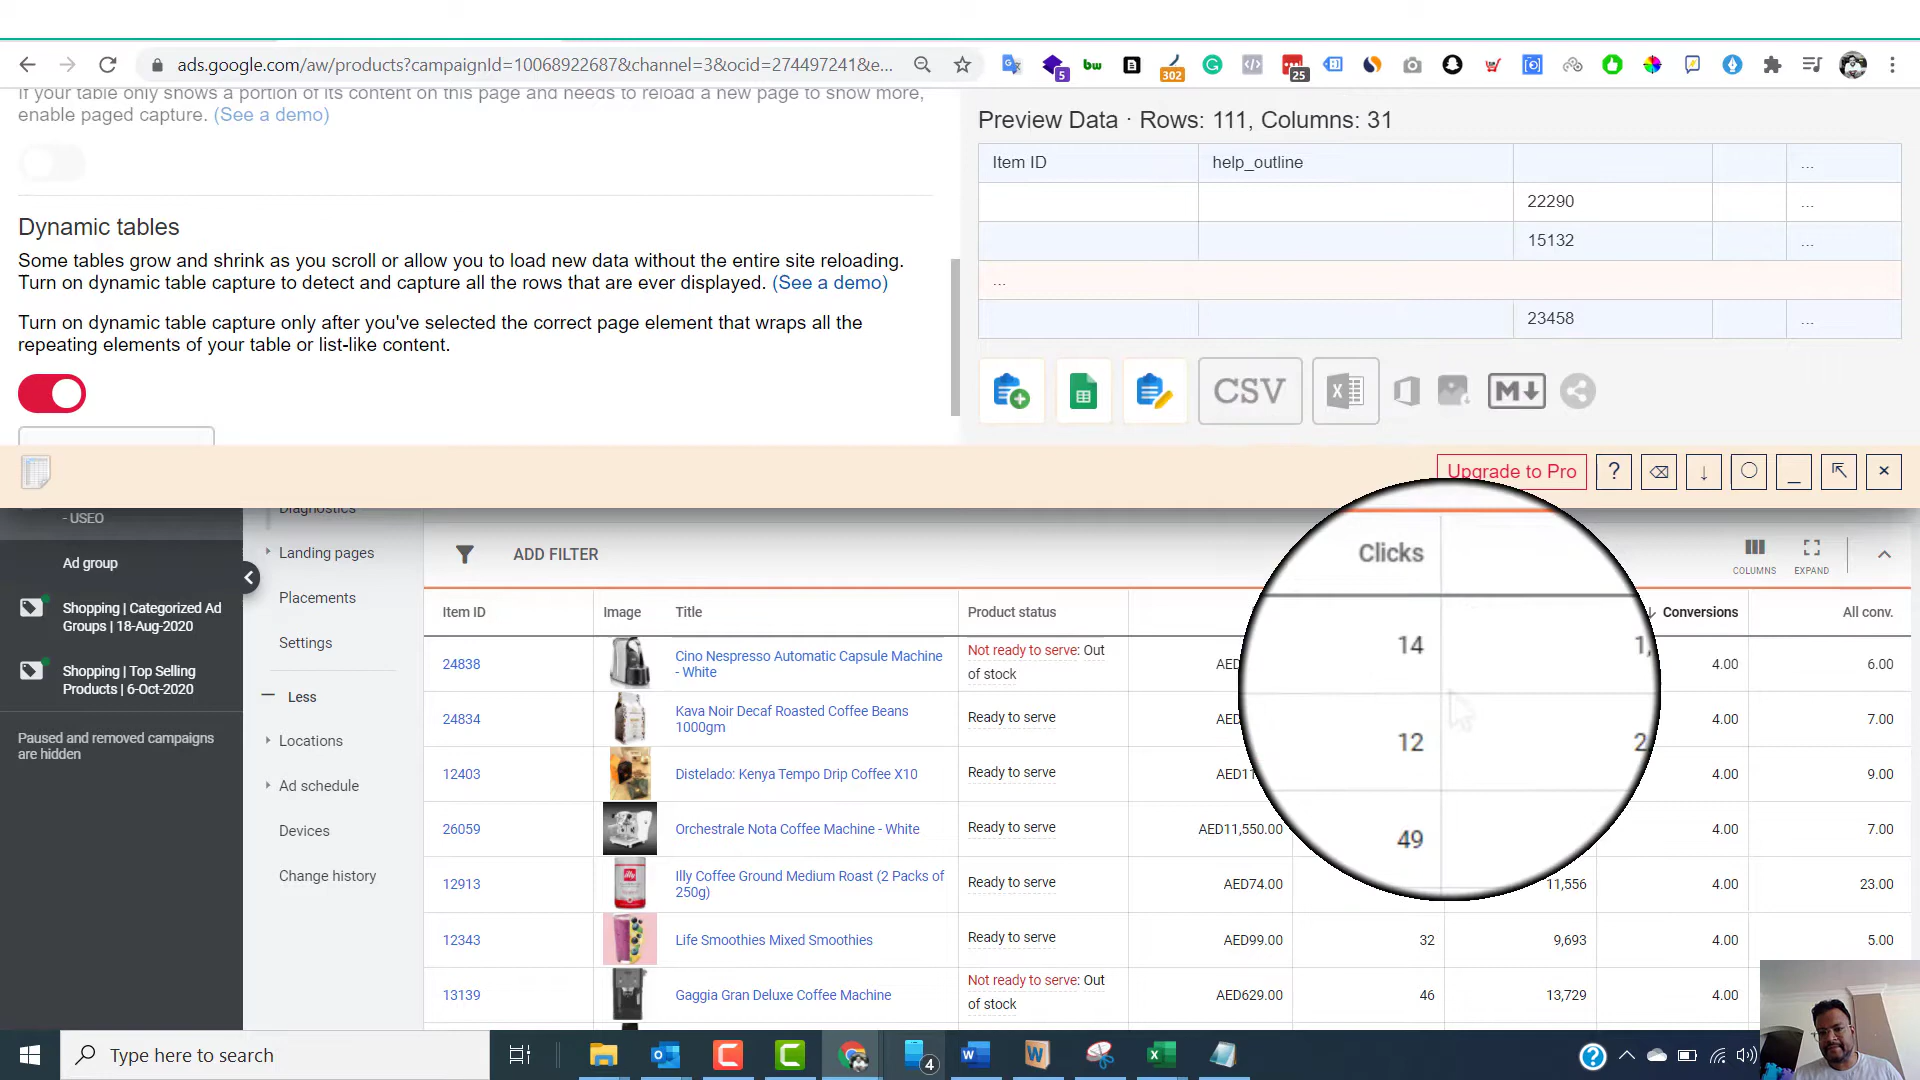 ads.google.com/aw/products?campaignId=10068922687&channel=3&ocid=274497241&e...
5
bw
302
25
If your table only shows a portion of its content on this page and needs to reload a new page to show more,
enable paged capture. (See a demo)
Dynamic tables
Some tables grow and shrink as you scroll or allow you to load new data without the entire site reloading.
Turn on dynamic table capture to detect and capture all the rows that are ever displayed. (See a demo)
Turn on dynamic table capture only after you've selected the correct page element that wraps all the
repeating elements of your table or list-like content.
Preview Data · Rows: 111, Columns: 31
Item ID help_outline ...
22290 ...
15132 ...
...
23458 ...
CSV
Upgrade to Pro
- USEO
Ad group
Shopping | Categorized Ad
Groups | 18-Aug-2020
Shopping | Top Selling
Products | 6-Oct-2020
Paused and removed campaigns
are hidden
Diagnostics
Landing pages
Placements
Settings
Less
Locations
Ad schedule
Devices
Change history
ADD FILTER
COLUMNS
EXPAND
Item ID Image Title Product status Clicks Conversions All conv.
24838 Cino Nespresso Automatic Capsule Machine
- White Not ready to serve: Out
of stock 14 4.00 6.00
24834 Kava Noir Decaf Roasted Coffee Beans
1000gm Ready to serve 12 4.00 7.00
12403 Distelado: Kenya Tempo Drip Coffee X10 Ready to serve 49 4.00 9.00
26059 Orchestrale Nota Coffee Machine - White Ready to serve AED11,550.00 4.00 7.00
12913 Illy Coffee Ground Medium Roast (2 Packs of
250g) Ready to serve AED74.00 11,556 4.00 23.00
12343 Life Smoothies Mixed Smoothies Ready to serve AED99.00 32 9,693 4.00 5.00
13139 Gaggia Gran Deluxe Coffee Machine Not ready to serve: Out
of stock AED629.00 46 13,729 4.00
Type here to search
4